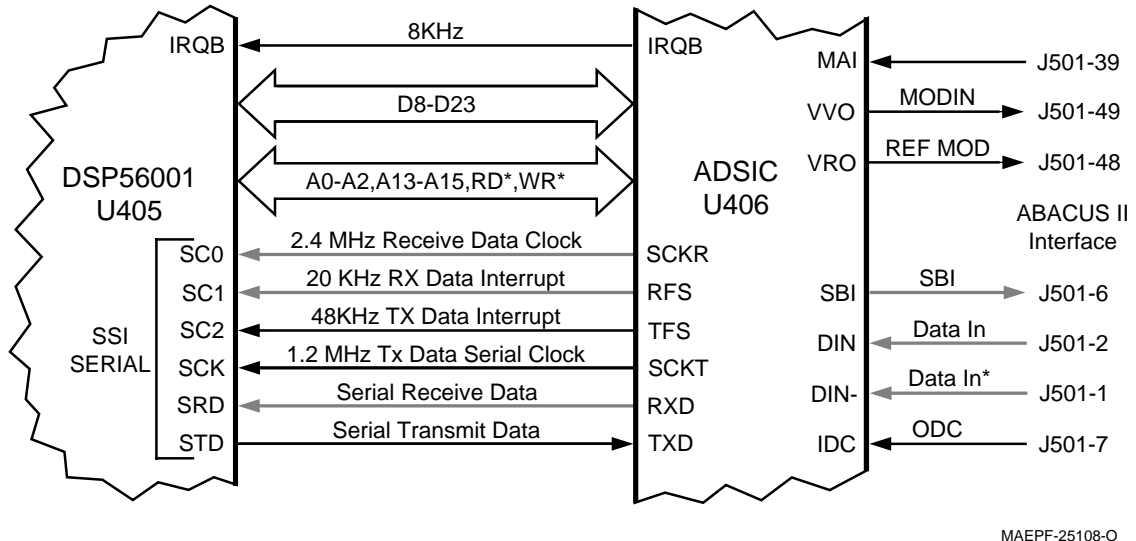 8KHz
IRQB
IRQB
MAI
J501-39
D8-D23
VVO
MODIN
J501-49
VRO
REF MOD
J501-48
DSP56001
U405
A0-A2,A13-A15,RD*,WR*
ADSIC
U406
ABACUS II
Interface
SC0
2.4 MHz Receive Data Clock
SCKR
SC1
20 KHz RX Data Interrupt
RFS
SBI
SBI
J501-6
SC2
48KHz TX Data Interrupt
TFS
DIN
Data In
J501-2
SSI
SERIAL
SCK
1.2 MHz Tx Data Serial Clock
SCKT
SRD
Serial Receive Data
RXD
DIN-
Data In*
J501-1
STD
Serial Transmit Data
TXD
IDC
ODC
J501-7
MAEPF-25108-O